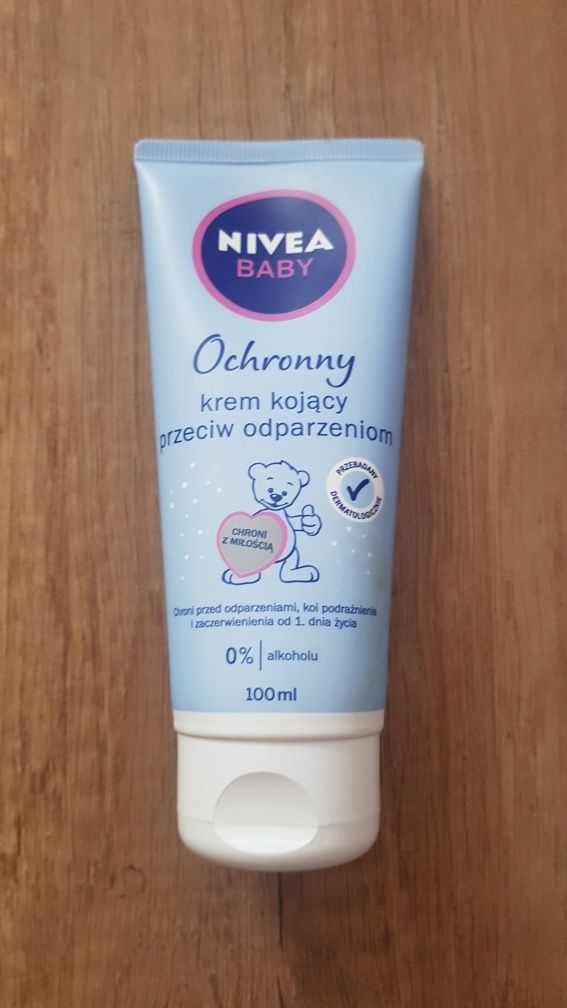 NIVEA
BABY
Ochronny
krem kojący
przeciw odparzeniom
PRZEBADANY
DERMATOLOGICZNIE
CHRONI
Z MIŁOŚCIĄ
Chroni przed odparzeniami, koi podrażnienia
i zaczerwienienia od 1. dnia życia
0% alkoholu
100 ml